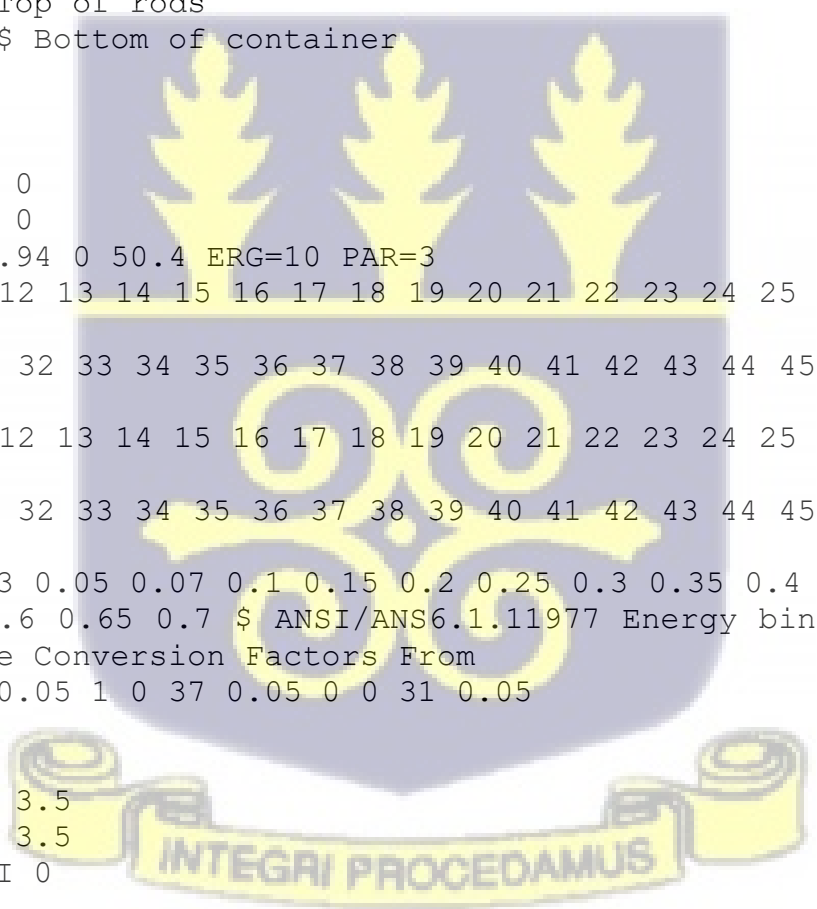 Top of rods
$ Bottom of container
0
0
.94 0 50.4 ERG=10 PAR=3
12 13 14 15 16 17 18 19 20 21 22 23 24 25
32 33 34 35 36 37 38 39 40 41 42 43 44 45
12 13 14 15 16 17 18 19 20 21 22 23 24 25
32 33 34 35 36 37 38 39 40 41 42 43 44 45
3 0.05 0.07 0.1 0.15 0.2 0.25 0.3 0.35 0.4
.6 0.65 0.7 $ ANSI/ANS6.1.11977 Energy bin
e Conversion Factors From
0.05 1 0 37 0.05 0 0 31 0.05
3.5
3.5
I 0
INTEGRI PROCEDAMUS